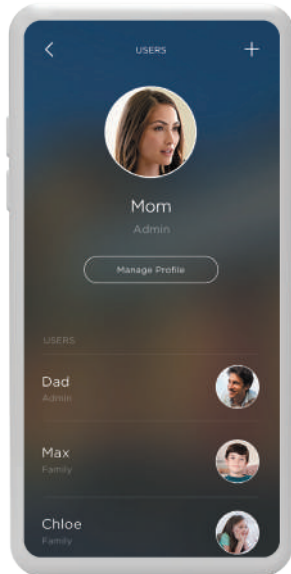 USERS
Mom
Admin
Manage Profile
USERS
Dad
Admin
Max
Family
Chloe
Family